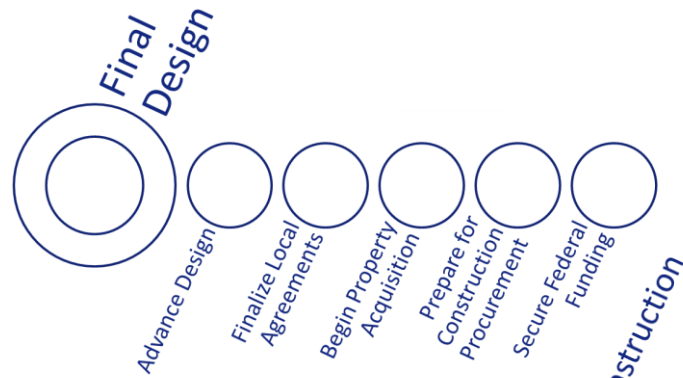 Final
Design
Advance Design
Finalize Local
Agreements
Begin Property
Acquisition
Prepare for
Construction
Procurement
Secure Federal
Funding